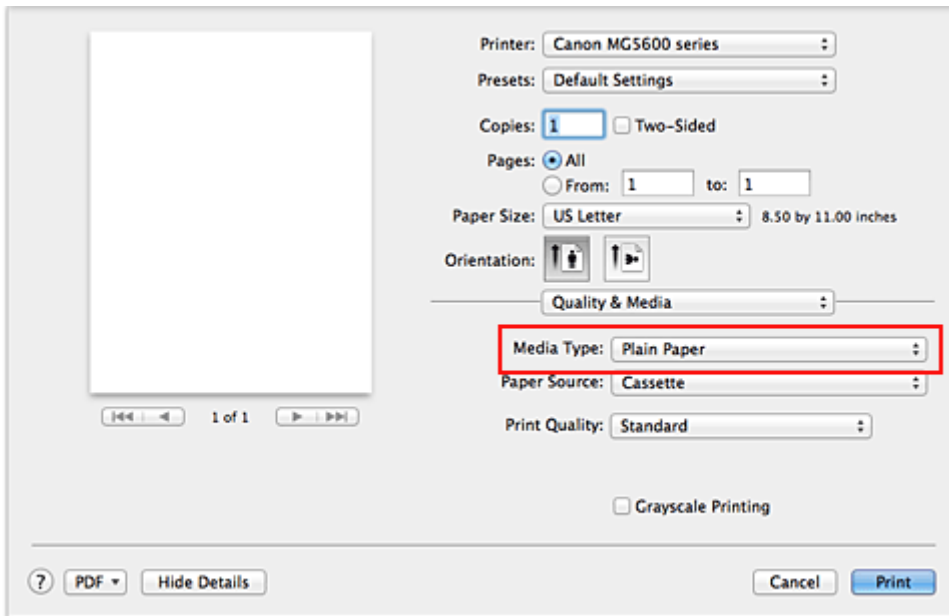 Printer: Canon MG5600 series
Presets: Default Settings
Copies: 1 Two-Sided
Pages: All
From: 1 to: 1
Paper Size: US Letter 8.50 by 11.00 inches
Orientation:
Quality & Media
Media Type: Plain Paper
Paper Source: Cassette
1 of 1
Print Quality: Standard
Grayscale Printing
? PDF Hide Details Cancel Print